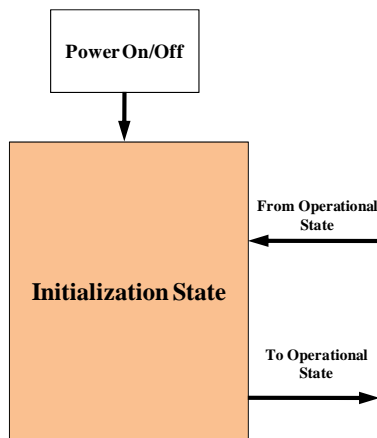 Power On/Off
From Operational
State
Initialization State
To Operational
State